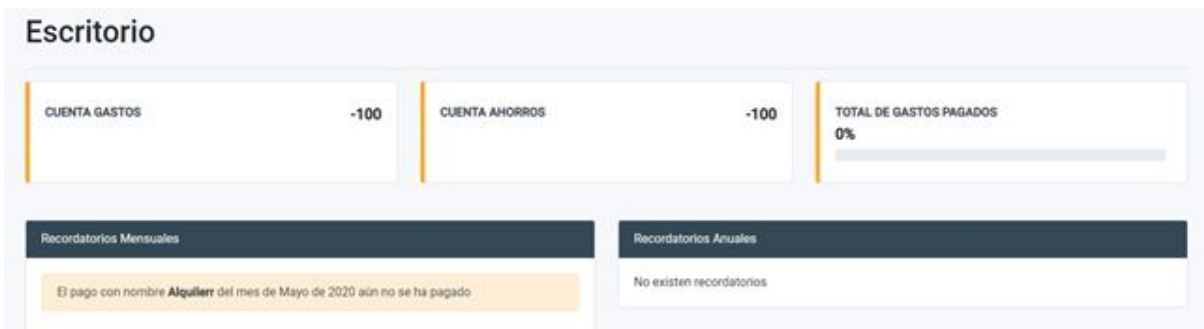 Escritorio
CUENTA GASTOS
-100
CUENTA AHORROS
-100
TOTAL DE GASTOS PAGADOS
0%
Recordatorios Mensuales
El pago con nombre Alquilerr del mes de Mayo de 2020 aún no se ha pagado
Recordatorios Anuales
No existen recordatorios